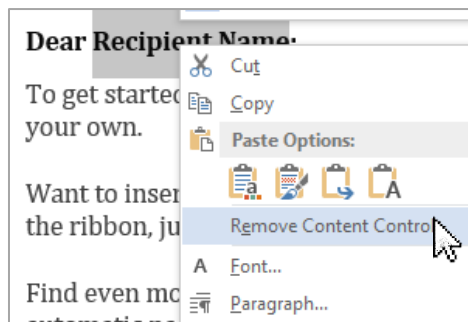 Dear Recipient Name:
To get started
your own.
Want to inser
the ribbon, ju
Find even mo
Cut
Copy
Paste Options:
Remove Content Contro
Font...
Paragraph...